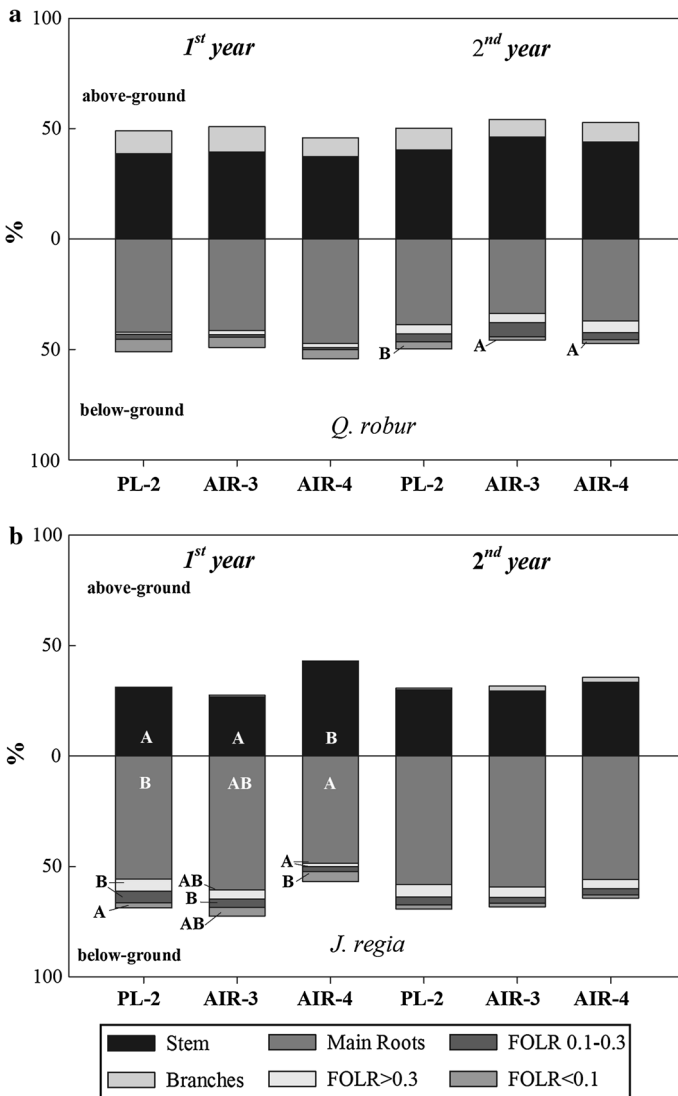 a
100
1st year
2nd year
above-ground
50
%
0
B
A
A
50
below-ground
Q. robur
100
PL-2 AIR-3 AIR-4 PL-2 AIR-3 AIR-4
b
100
1st year
2nd year
above-ground
50
%
A A B
0
B AB A
50
A
B AB B
B
A AB
J. regia
below-ground
100
PL-2 AIR-3 AIR-4 PL-2 AIR-3 AIR-4
Stem Main Roots FOLR 0.1-0.3
Branches FOLR>0.3 FOLR<0.1